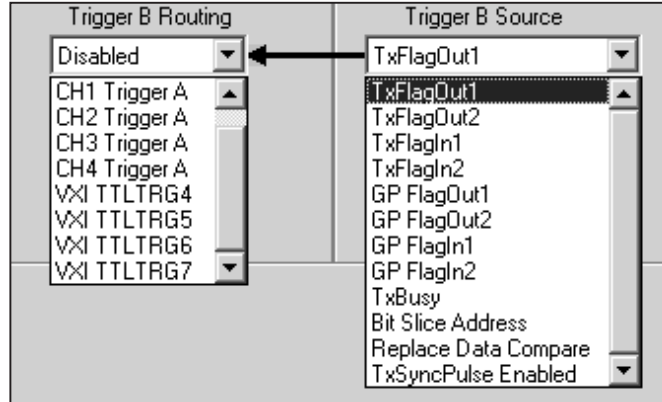 Trigger B Routing
Disabled
CH1 Trigger A
CH2 Trigger A
CH3 Trigger A
CH4 Trigger A
VXI TTLTRG4
VXI TTLTRG5
VXI TTLTRG6
VXI TTLTRG7
Trigger B Source
TxFlagOut1
TxFlagOut1
TxFlagOut2
TxFlagIn1
TxFlagIn2
GP FlagOut1
GP FlagOut2
GP FlagIn1
GP FlagIn2
TxBusy
Bit Slice Address
Replace Data Compare
TxSyncPulse Enabled